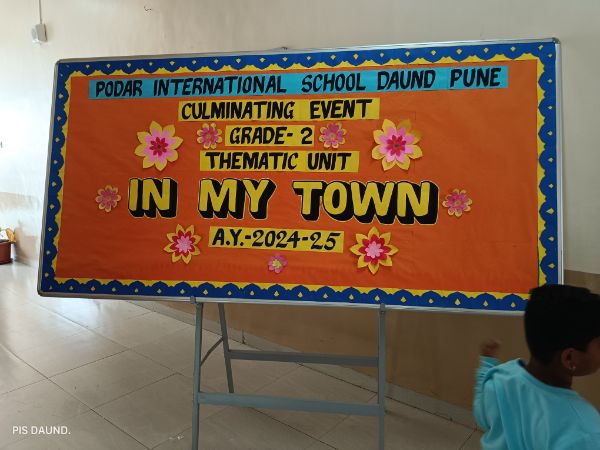 PODAR INTERNATIONAL SCHOOL DAUND PUNE
CULMINATING EVENT
GRADE- 2
THEMATIC UNIT
IN MY TOWN
A.Y.-2024-25
PIS DAUND.